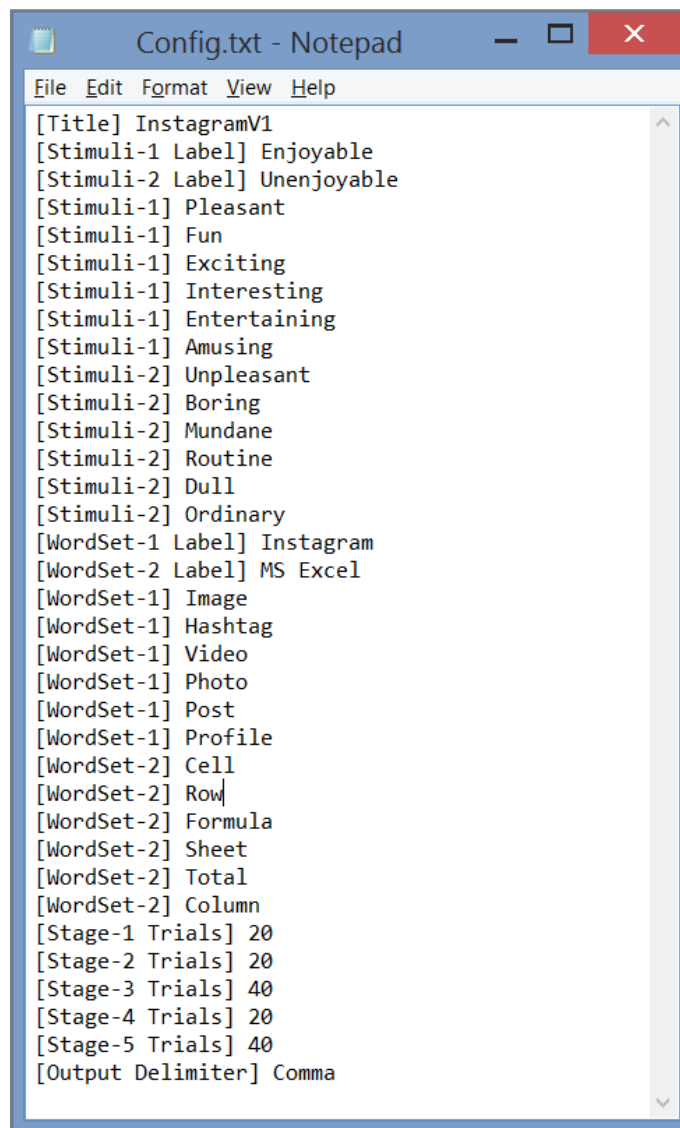 Config.txt - Notepad
File Edit Format View Help
[Title] InstagramV1
[Stimuli-1 Label] Enjoyable
[Stimuli-2 Label] Unenjoyable
[Stimuli-1] Pleasant
[Stimuli-1] Fun
[Stimuli-1] Exciting
[Stimuli-1] Interesting
[Stimuli-1] Entertaining
[Stimuli-1] Amusing
[Stimuli-2] Unpleasant
[Stimuli-2] Boring
[Stimuli-2] Mundane
[Stimuli-2] Routine
[Stimuli-2] Dull
[Stimuli-2] Ordinary
[WordSet-1 Label] Instagram
[WordSet-2 Label] MS Excel
[WordSet-1] Image
[WordSet-1] Hashtag
[WordSet-1] Video
[WordSet-1] Photo
[WordSet-1] Post
[WordSet-1] Profile
[WordSet-2] Cell
[WordSet-2] Row
[WordSet-2] Formula
[WordSet-2] Sheet
[WordSet-2] Total
[WordSet-2] Column
[Stage-1 Trials] 20
[Stage-2 Trials] 20
[Stage-3 Trials] 40
[Stage-4 Trials] 20
[Stage-5 Trials] 40
[Output Delimiter] Comma